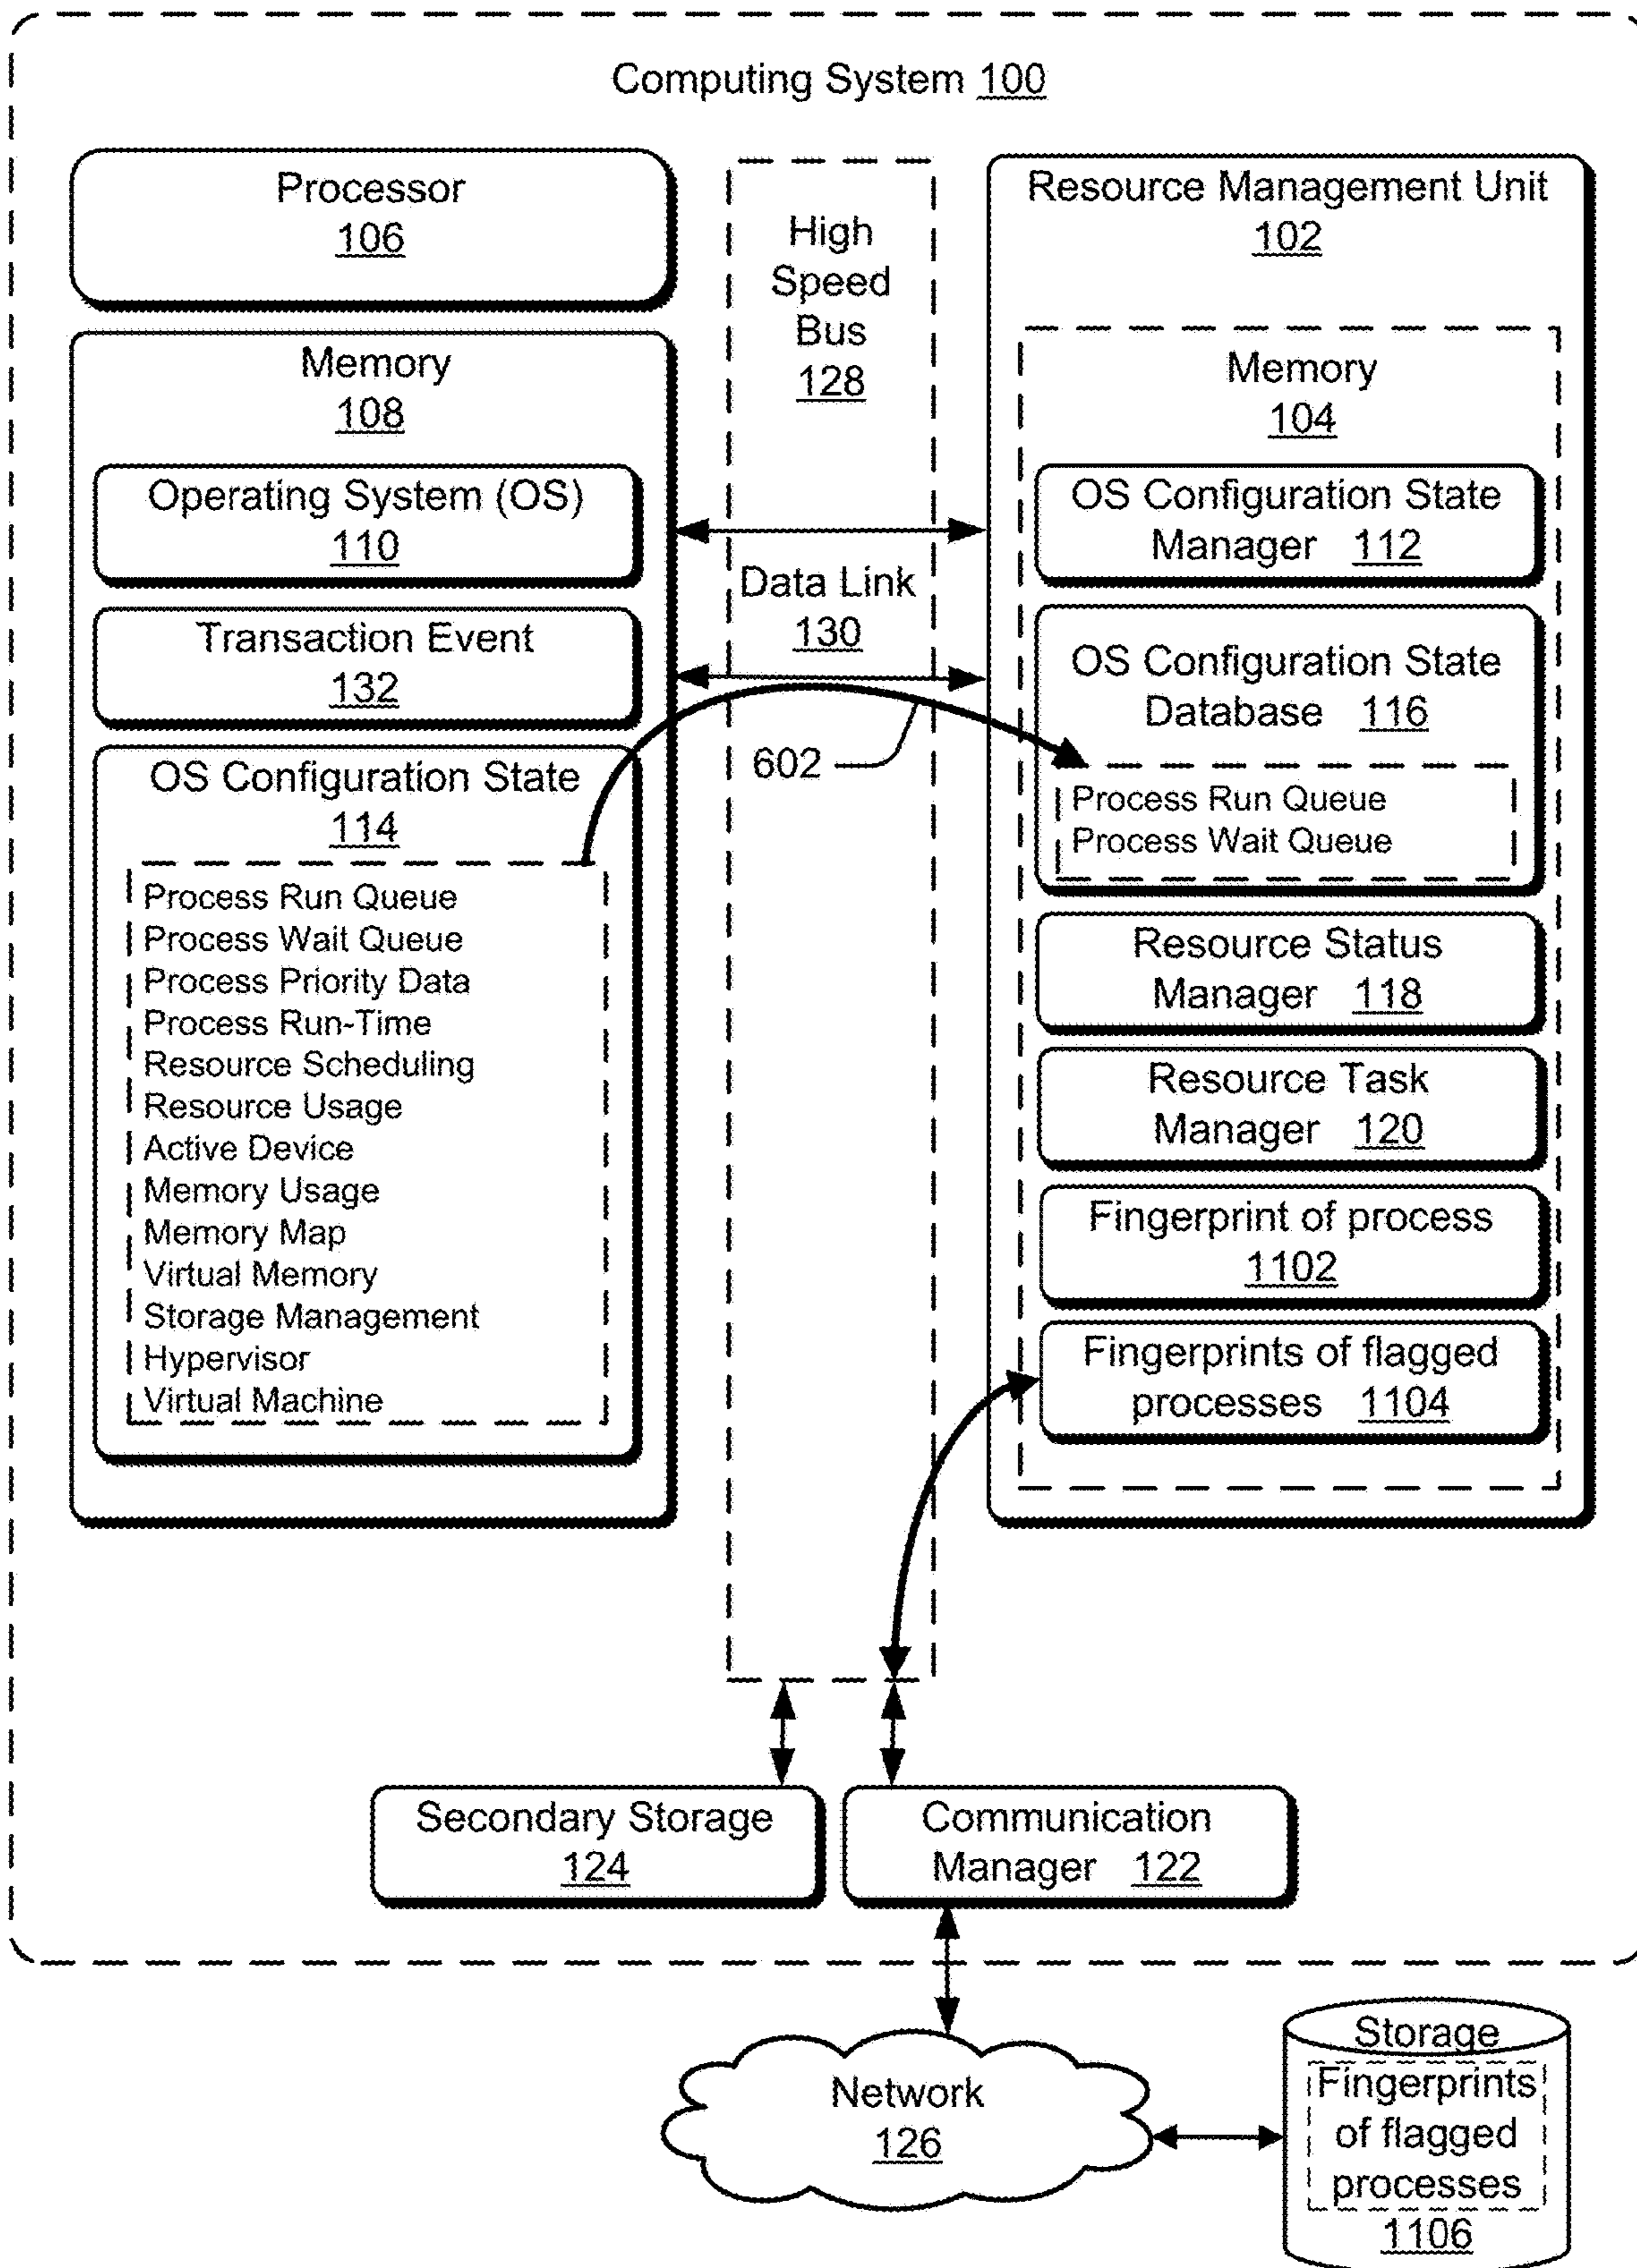 Computing System 100
Processor
106
Memory
108
Operating System (OS)
110
Transaction Event
132
OS Configuration State
114
Process Run Queue
Process Wait Queue
Process Priority Data
Process Run-Time
Resource Scheduling
Resource Usage
Active Device
Memory Usage
Memory Map
Virtual Memory
Storage Management
Hypervisor
Virtual Machine
High
Speed
Bus
128
Data Link
130
602
Resource Management Unit
102
Memory
104
OS Configuration State
Manager 112
OS Configuration State
Database 116
Process Run Queue
Process Wait Queue
Resource Status
Manager 118
Resource Task
Manager 120
Fingerprint of process
1102
Fingerprints of flagged
processes 1104
Secondary Storage
124
Communication
Manager 122
Network
126
Storage
Fingerprints
of flagged
processes
1106